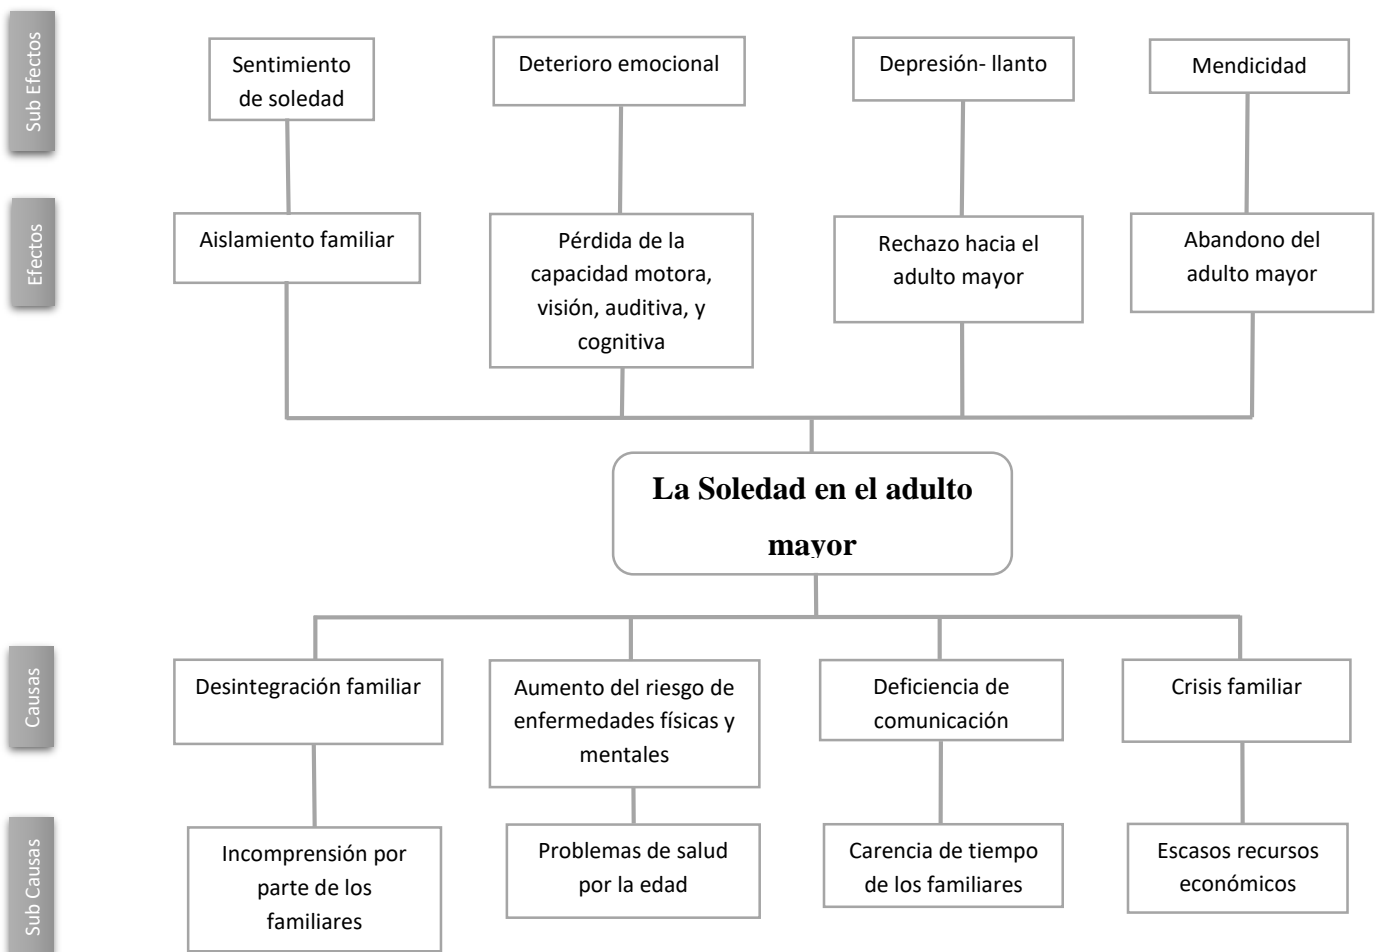 Sub Efectos
Sentimiento
de soledad
Deterioro emocional
Depresión- llanto
Mendicidad
Efectos
Aislamiento familiar
Pérdida de la
capacidad motora,
visión, auditiva, y
cognitiva
Rechazo hacia el
adulto mayor
Abandono del
adulto mayor
La Soledad en el adulto
mayor
Causas
Desintegración familiar
Aumento del riesgo de
enfermedades físicas y
mentales
Deficiencia de
comunicación
Crisis familiar
Sub Causas
Incomprensión por
parte de los
familiares
Problemas de salud
por la edad
Carencia de tiempo
de los familiares
Escasos recursos
económicos